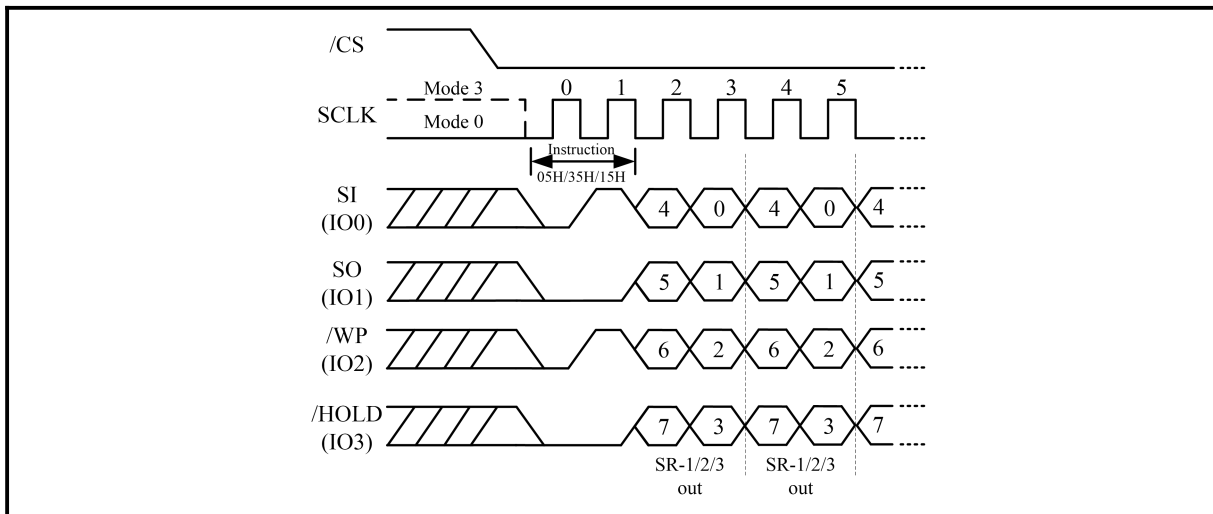 /CS
Mode 3
0 1 2 3 4 5
SCLK
Mode 0
Instruction
05H/35H/15H
SI
(IO0)
4 0 4 0 4
SO
(IO1)
5 1 5 1 5
/WP
(IO2)
6 2 6 2 6
/HOLD
(IO3)
7 3 7 3 7
SR-1/2/3
out
SR-1/2/3
out